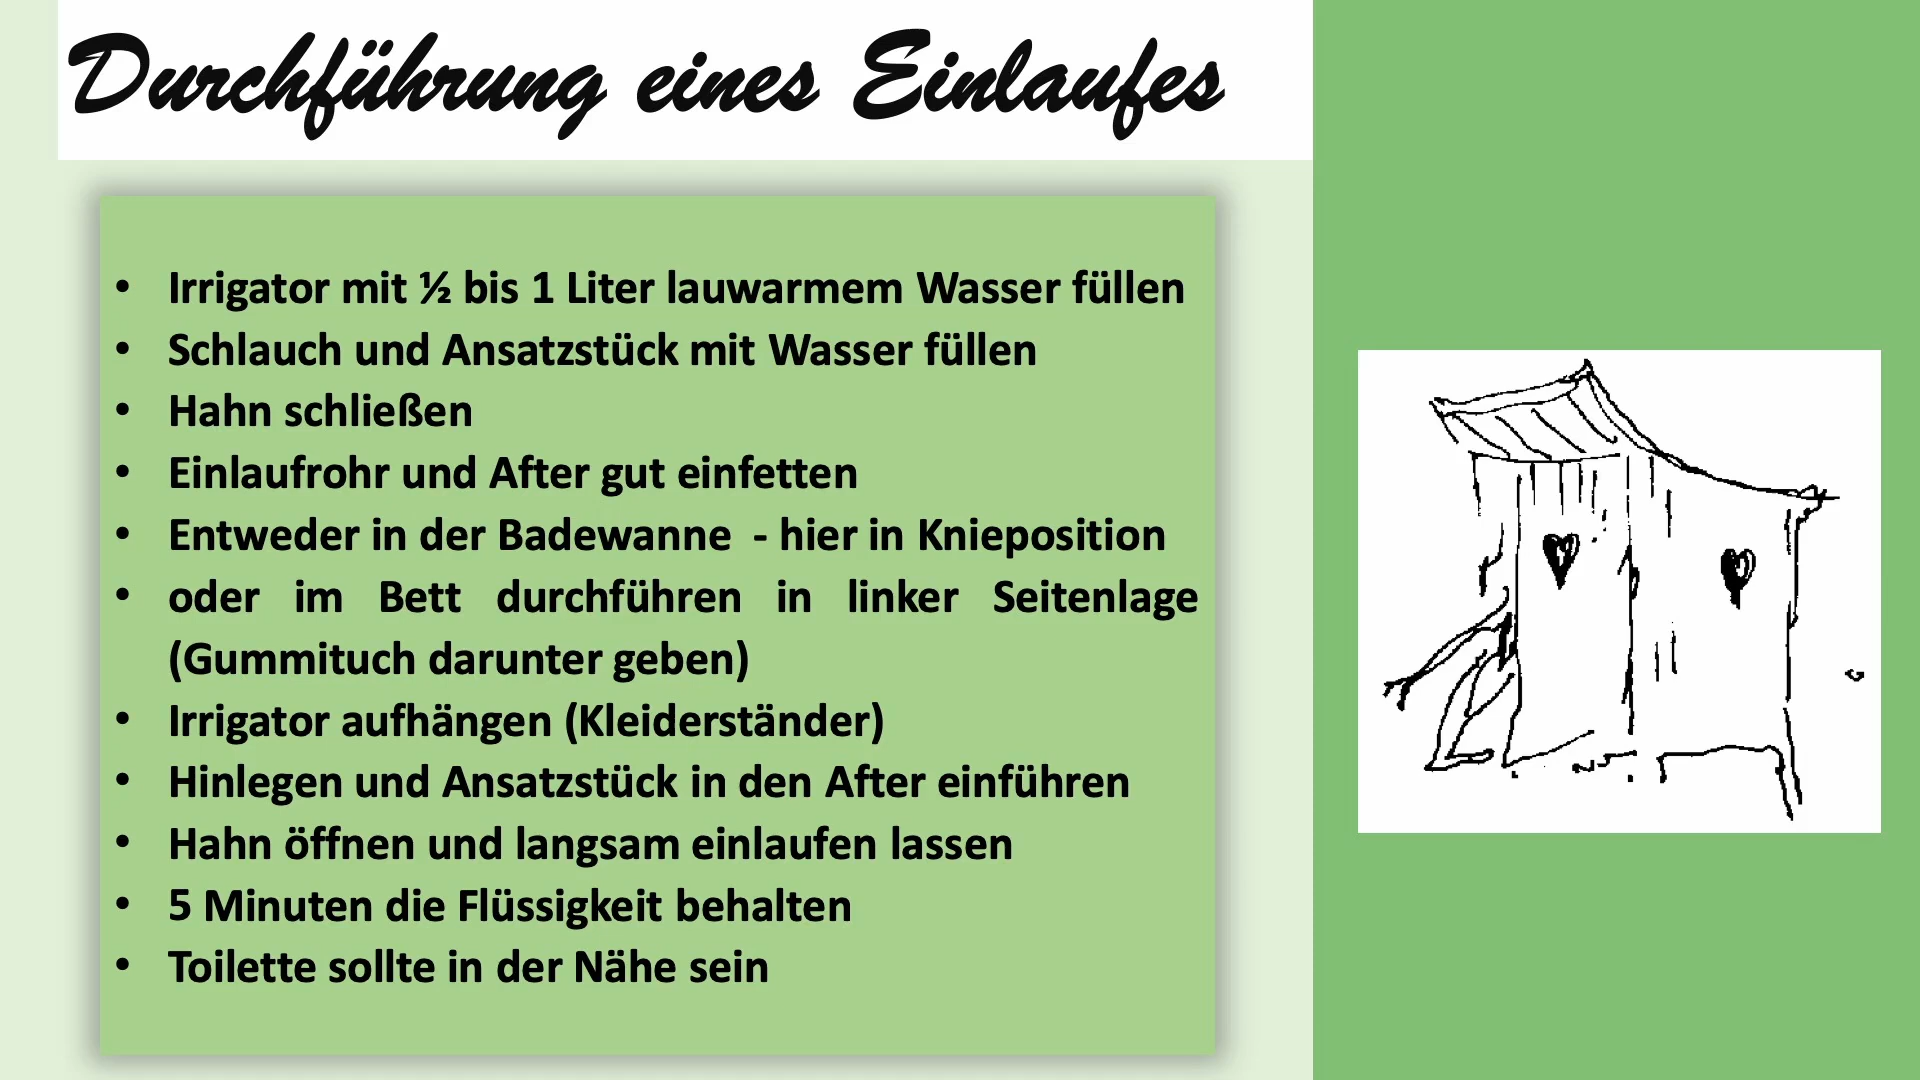 Durchführung eines Einlaufes
• Irrigator mit ½ bis 1 Liter lauwarmem Wasser füllen
• Schlauch und Ansatzstück mit Wasser füllen
• Hahn schließen
• Einlaufrohr und After gut einfetten
• Entweder in der Badewanne - hier in Knieposition
• oder im Bett durchführen in linker Seitenlage
(Gummituch darunter geben)
• Irrigator aufhängen (Kleiderständer)
• Hinlegen und Ansatzstück in den After einführen
• Hahn öffnen und langsam einlaufen lassen
• 5 Minuten die Flüssigkeit behalten
• Toilette sollte in der Nähe sein